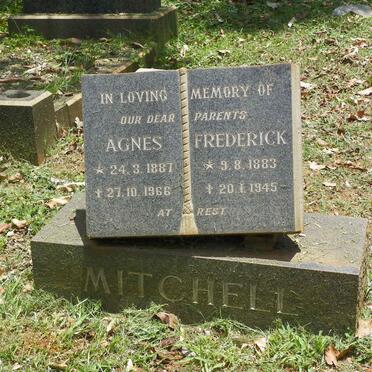 IN LOVING MEMORY OF
OUR DEAR PARENTS
AGNES FREDERICK
* 24.3.1887 * 9.8.1883
† 27.10.1966 † 20.1.1945
AT REST
MITCHELL